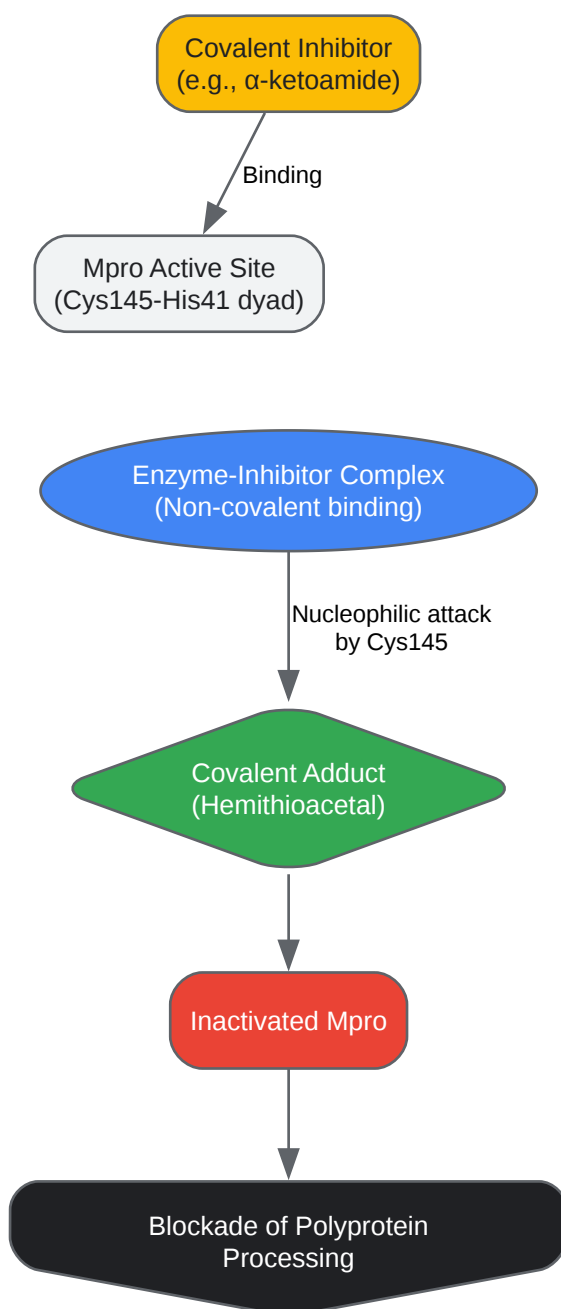 Covalent Inhibitor
(e.g., α-ketoamide)
Binding
Mpro Active Site
(Cys145-His41 dyad)
Enzyme-Inhibitor Complex
(Non-covalent binding)
Nucleophilic attack
by Cys145
Covalent Adduct
(Hemithioacetal)
Inactivated Mpro
Blockade of Polyprotein
Processing